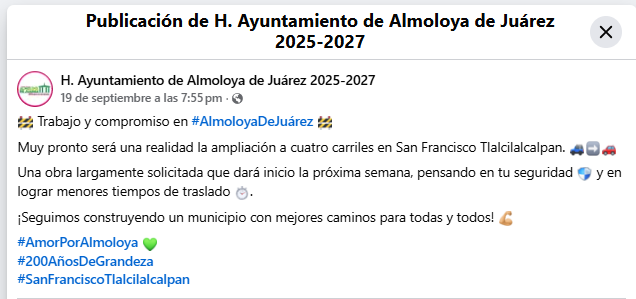 Publicación de H. Ayuntamiento de Almoloya de Juárez
2025-2027
H. Ayuntamiento de Almoloya de Juárez 2025-2027
19 de septiembre a las 7:55 pm ·
🚧 Trabajo y compromiso en #AlmoloyaDeJuárez 🚧
Muy pronto será una realidad la ampliación a cuatro carriles en San Francisco Tlalcilalcalpan. 🚙➡️🚗
Una obra largamente solicitada que dará inicio la próxima semana, pensando en tu seguridad 🛡️ y en
lograr menores tiempos de traslado ⏱️.
¡Seguimos construyendo un municipio con mejores caminos para todas y todos! 💪🏼
#AmorPorAlmoloya 💚
#200AñosDeGrandeza
#SanFranciscoTlalcilalcalpan